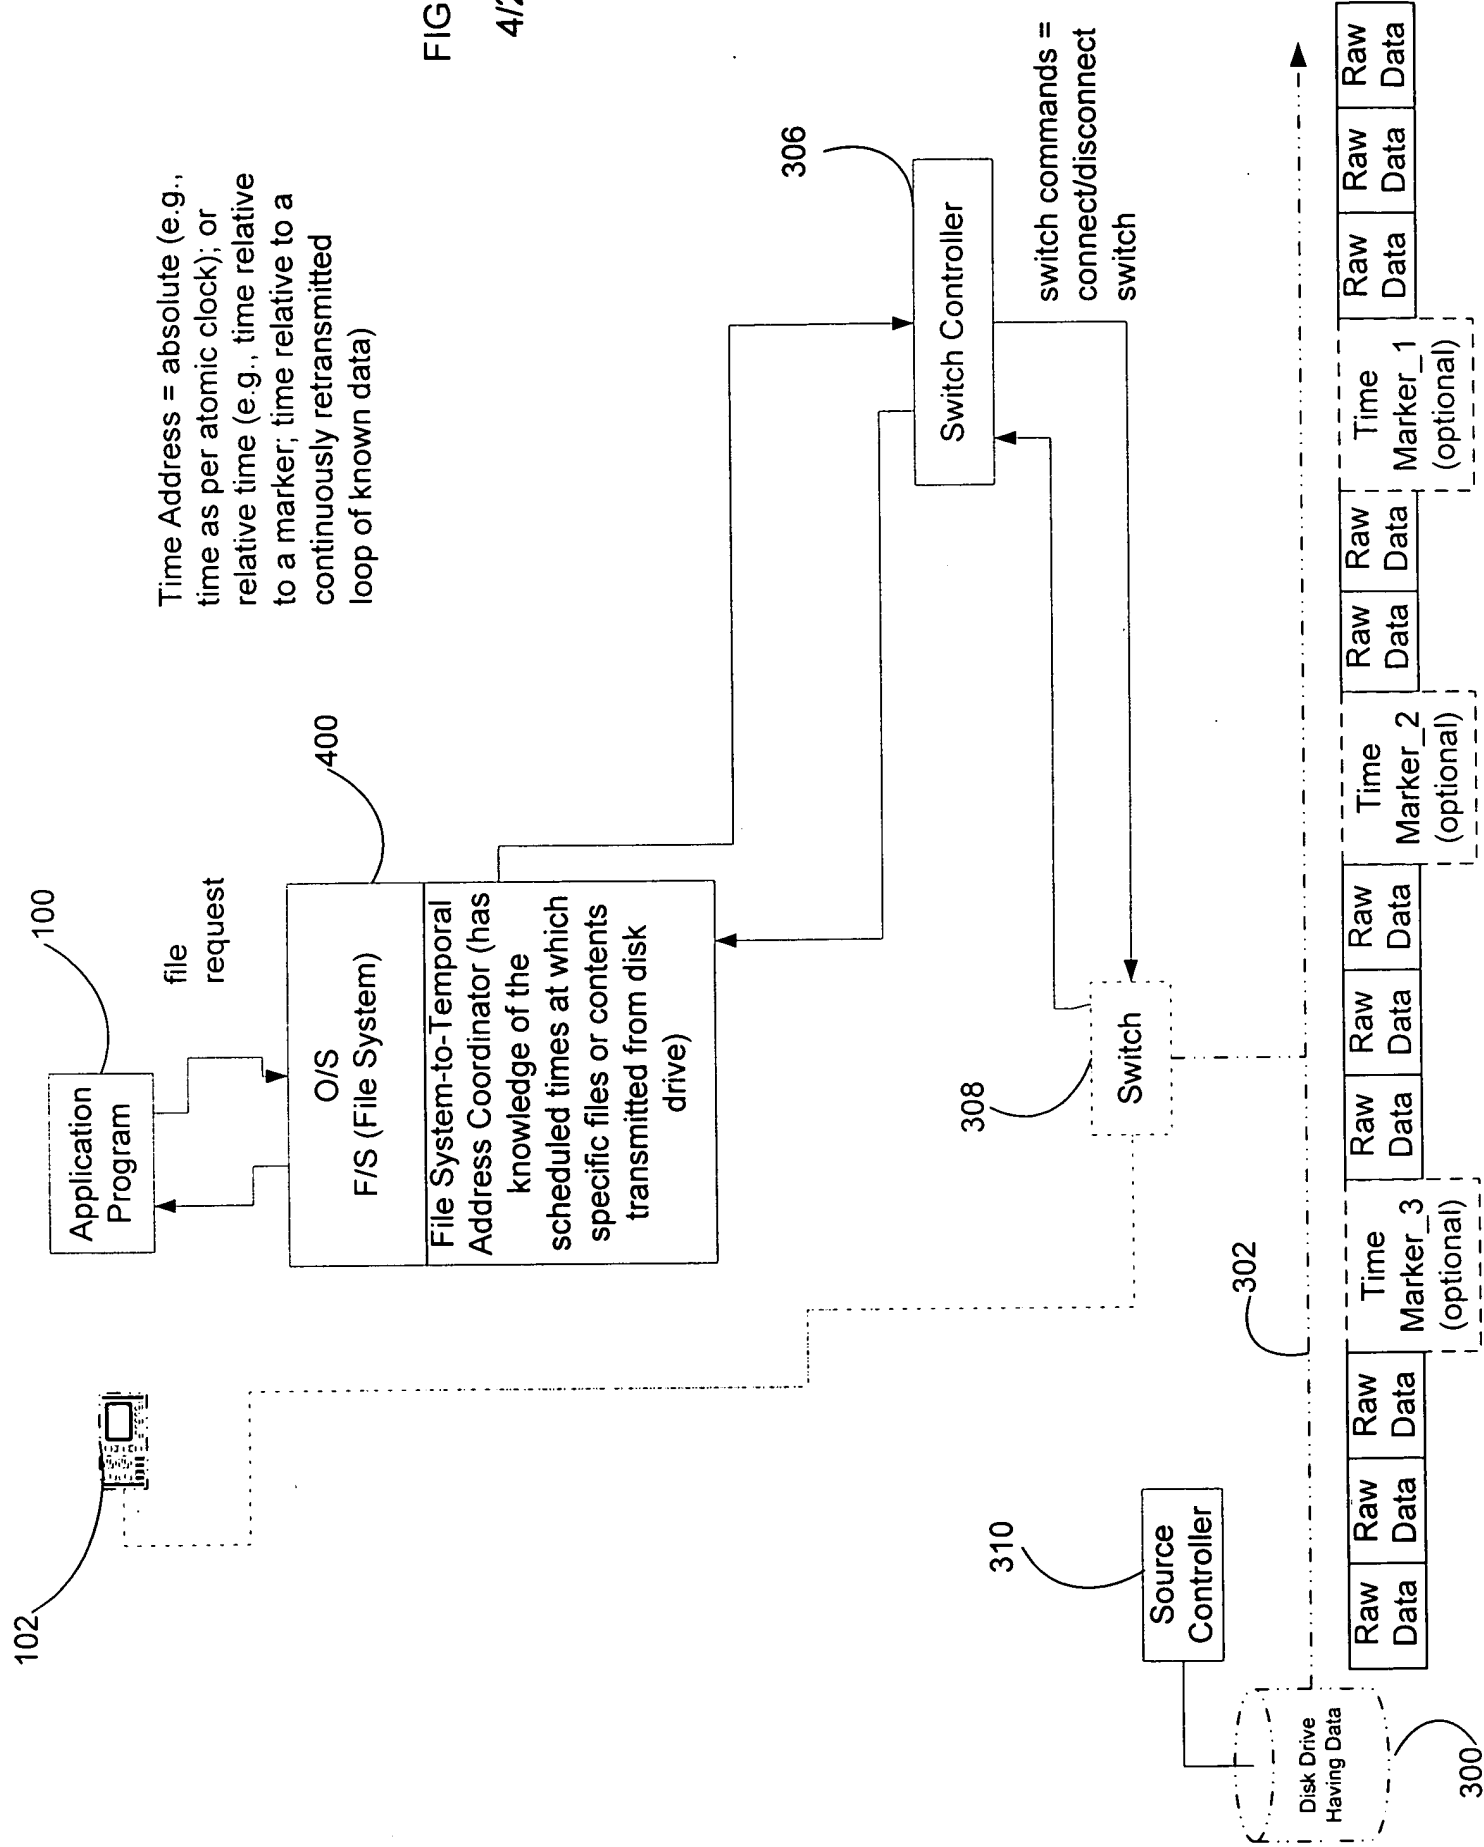 FIG
4/2
Time Address = absolute (e.g.,
time as per atomic clock); or
relative time (e.g., time relative
to a marker; time relative to a
continuously retransmitted
loop of known data)
102
100
Application
Program
file
request
400
O/S
F/S (File System)
File System-to-Temporal
Address Coordinator (has
knowledge of the
scheduled times at which
specific files or contents
transmitted from disk
drive)
306
Switch Controller
switch commands =
connect/disconnect
switch
308
Switch
310
Source
Controller
302
300
Disk Drive
Having Data
Raw
Data
Raw
Data
Raw
Data
Time
Marker_3
(optional)
Raw
Data
Raw
Data
Raw
Data
Time
Marker_2
(optional)
Raw
Data
Raw
Data
Time
Marker_1
(optional)
Raw
Data
Raw
Data
Raw
Data